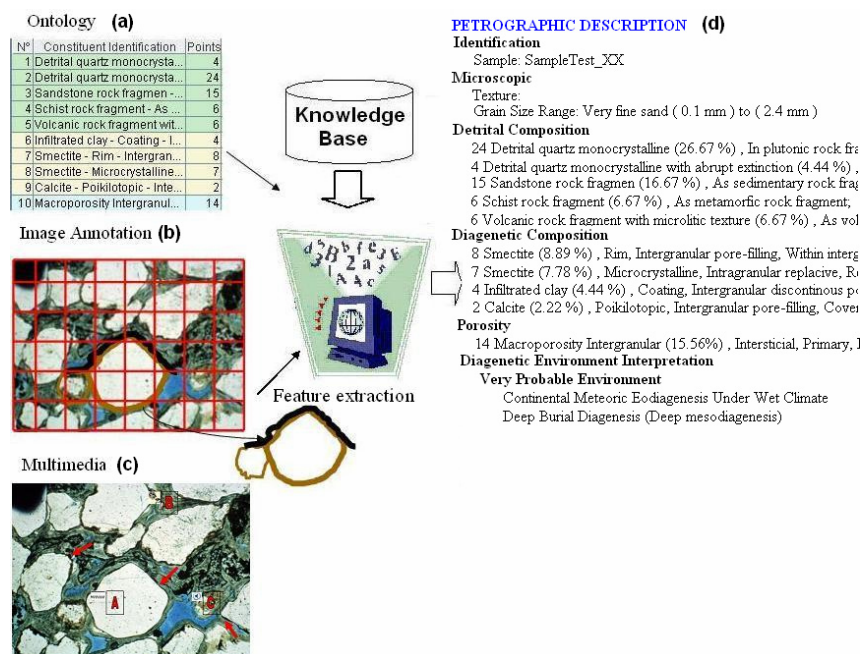 Ontology (a)
Nº Constituent Identification Points
1 Detrital quartz monocrysta... 4
2 Detrital quartz monocrysta... 24
3 Sandstone rock fragmen -... 15
4 Schist rock fragment - As ... 6
5 Volcanic rock fragment wit... 6
6 Infiltrated clay - Coating - I... 4
7 Smectite - Rim - Intergran... 8
8 Smectite - Microcrystalline... 7
9 Calcite - Poikilotopic - Inte... 2
10 Macroporosity Intergranul... 14
Knowledge
Base
Image Annotation (b)
Feature extraction
Multimedia (c)
A
B
C
PETROGRAPHIC DESCRIPTION (d)
Identification
Sample: SampleTest_XX
Microscopic
Texture:
Grain Size Range: Very fine sand ( 0.1 mm ) to ( 2.4 mm )
Detrital Composition
24 Detrital quartz monocrystalline (26.67 %) , In plutonic rock fra
4 Detrital quartz monocrystalline with abrupt extinction (4.44 %) ,
15 Sandstone rock fragmen (16.67 %) , As sedimentary rock frag
6 Schist rock fragment (6.67 %) , As metamorfic rock fragment;
6 Volcanic rock fragment with microlitic texture (6.67 %) , As vol
Diagenetic Composition
8 Smectite (8.89 %) , Rim, Intergranular pore-filling, Within interg
7 Smectite (7.78 %) , Microcrystalline, Intragranular replacive, Re
4 Infiltrated clay (4.44 %) , Coating, Intergranular discontinous po
2 Calcite (2.22 %) , Poikilotopic, Intergranular pore-filling, Cover
Porosity
14 Macroporosity Intergranular (15.56%) , Intersticial, Primary,
Diagenetic Environment Interpretation
Very Probable Environment
Continental Meteoric Eodiagenesis Under Wet Climate
Deep Burial Diagenesis (Deep mesodiagenesis)